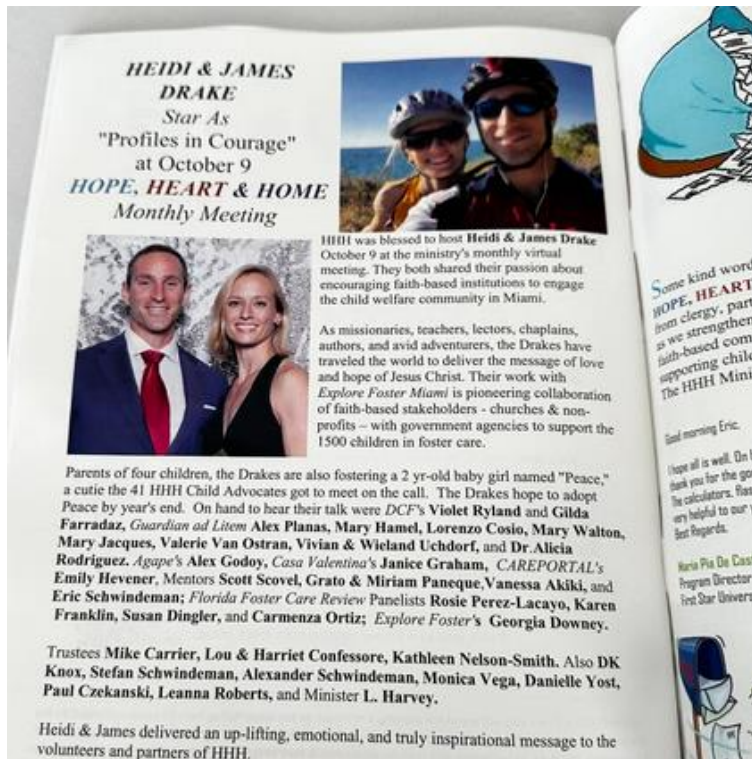 HEIDI & JAMES
DRAKE
Star As
"Profiles in Courage"
at October 9
HOPE, HEART & HOME
Monthly Meeting
HHH was blessed to host Heidi & James Drake
October 9 at the ministry's monthly virtual
meeting. They both shared their passion about
encouraging faith-based institutions to engage
the child welfare community in Miami.
As missionaries, teachers, lectors, chaplains,
authors, and avid adventurers, the Drakes have
traveled the world to deliver the message of love
and hope of Jesus Christ. Their work with
Explore Foster Miami is pioneering collaboration
of faith-based stakeholders - churches & non-
profits – with government agencies to support the
1500 children in foster care.
Parents of four children, the Drakes are also fostering a 2 yr-old baby girl named "Peace,"
a cutie the 41 HHH Child Advocates got to meet on the call. The Drakes hope to adopt
Peace by year's end. On hand to hear their talk were DCF's Violet Ryland and Gilda
Farradaz, Guardian ad Litem Alex Planas, Mary Hamel, Lorenzo Cosio, Mary Walton,
Mary Jacques, Valerie Van Ostran, Vivian & Wieland Uchdorf, and Dr.Alicia
Rodriguez. Agape's Alex Godoy, Casa Valentina's Janice Graham, CAREPORTAL's
Emily Hevener, Mentors Scott Scovel, Grato & Miriam Paneque,Vanessa Akiki, and
Eric Schwindeman; Florida Foster Care Review Panelists Rosie Perez-Lacayo, Karen
Franklin, Susan Dingler, and Carmenza Ortiz; Explore Foster's Georgia Downey.
Trustees Mike Carrier, Lou & Harriet Confessore, Kathleen Nelson-Smith. Also DK
Knox, Stefan Schwindeman, Alexander Schwindeman, Monica Vega, Danielle Yost,
Paul Czekanski, Leanna Roberts, and Minister L. Harvey.
Heidi & James delivered an up-lifting, emotional, and truly inspirational message to the
volunteers and partners of HHH.
Some kind word
HOPE, HEART
from clergy, part
as we strengthen
faith-based com
supporting child
The HHH Mini
Good morning Eric,
I hope all is well. On
thank you for the
The calculators.
very helpful to our
Best Regards.
Maria Pia De Cas
Program Director
First Star Univers